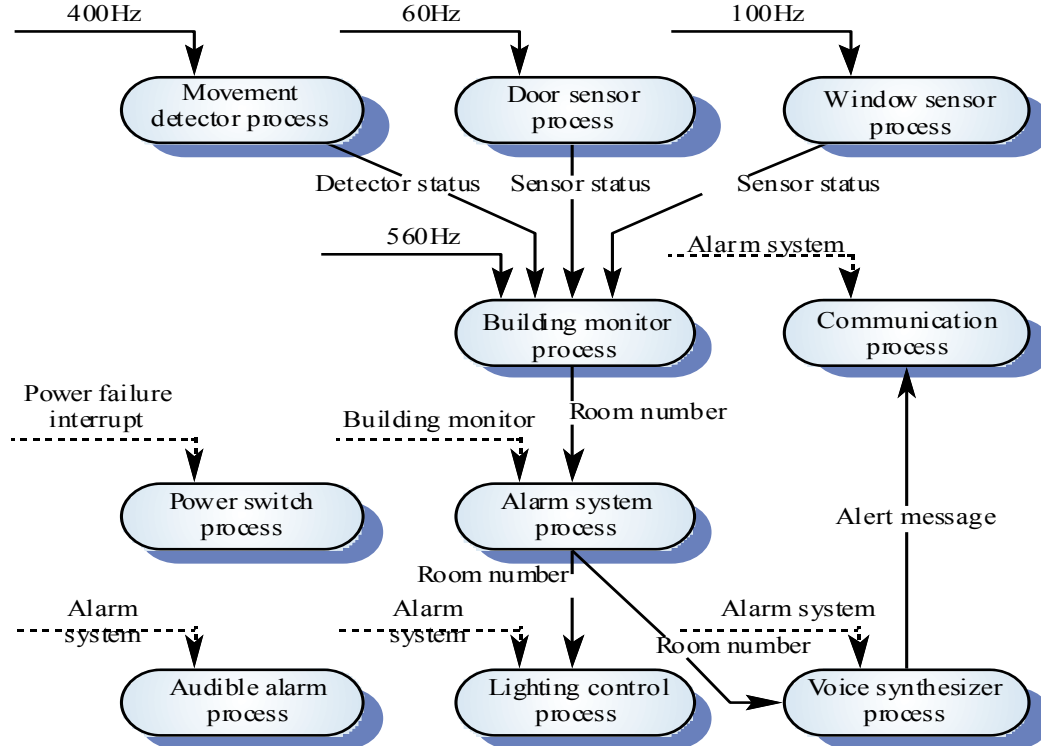 400Hz
60Hz
100Hz
Movement
detector process
Door sensor
process
Window sensor
process
Detector status
Sensor status
Sensor status
560Hz
Alarm system
Building monitor
process
Communication
process
Power failure
interrupt
Building monitor
Room number
Power switch
process
Alarm system
process
Alert message
Room number
Alarm
system
Alarm
system
Alarm system
Room number
Audible alarm
process
Lighting control
process
Voice synthesizer
process